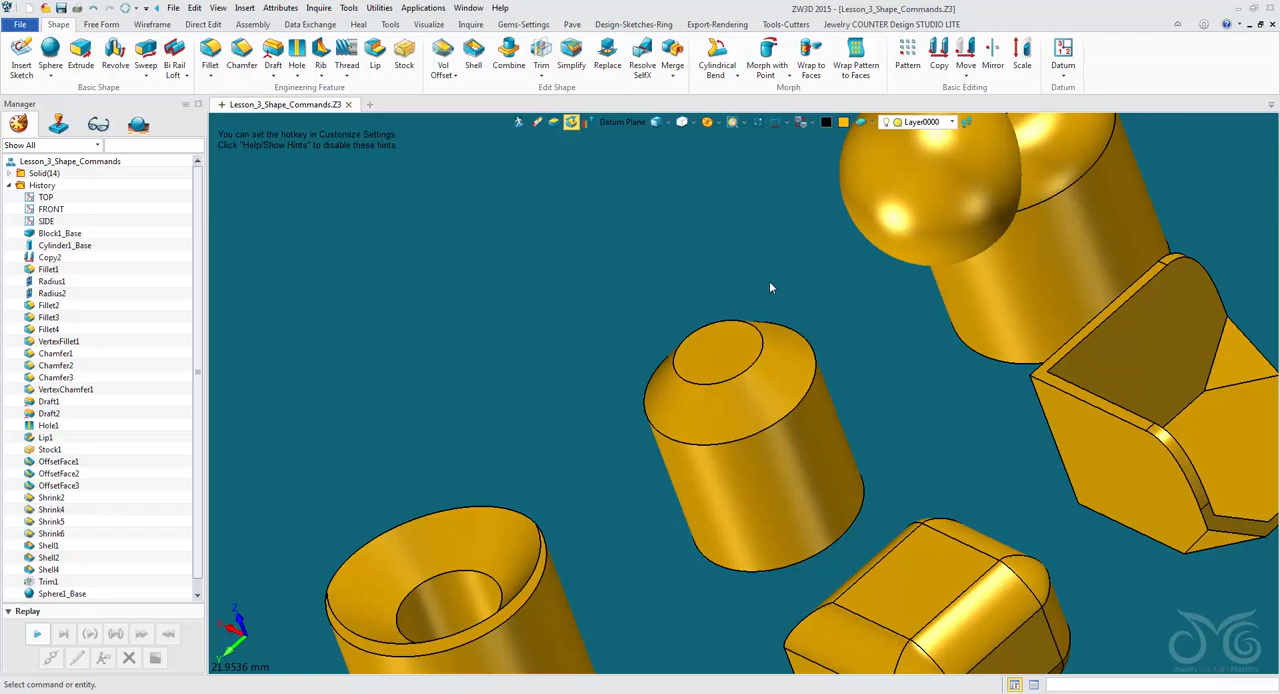 File Edit View Insert Attributes Inquire Tools Utilities Applications Window Help ZW3D 2015 - [Lesson_3_Shape_Commands.Z3]
File Shape Free Form Wireframe Direct Edit Assembly Data Exchange Heal Tools Visualize Inquire Gems-Settings Pave Design-Sketches-Ring Export-Rendering Tools-Cutters Jewelry COUNTER Design STUDIO LITE
Insert Sketch Sphere Extrude Revolve Sweep Bi Rail Loft Fillet Chamfer Draft Hole Rib Thread Lip Stock Vol Offset Shell Combine Trim Simplify Replace Resolve SelfX Merge Cylindrical Bend Morph with Point Wrap to Faces Wrap Pattern to Faces Pattern Copy Move Mirror Scale Datum
Basic Shape Engineering Feature Edit Shape Morph Basic Editing Datum
Manager
Lesson_3_Shape_Commands.Z3
Datum Plane
Layer0000
You can set the hotkey in Customize Settings.
Click "Help/Show Hints" to disable these hints
Show All
Lesson_3_Shape_Commands
Solid(14)
History
TOP
FRONT
SIDE
Block1_Base
Cylinder1_Base
Copy2
Fillet1
Radius1
Radius2
Fillet2
Fillet3
Fillet4
VertexFillet1
Chamfer1
Chamfer2
Chamfer3
VertexChamfer1
Draft1
Draft2
Hole1
Lip1
Stock1
OffsetFace1
OffsetFace2
OffsetFace3
Shrink2
Shrink4
Shrink5
Shrink6
Shell1
Shell2
Shell4
Trim1
Sphere1_Base
Replay
Z
X
Y
21.9536 mm
Select command or entity.